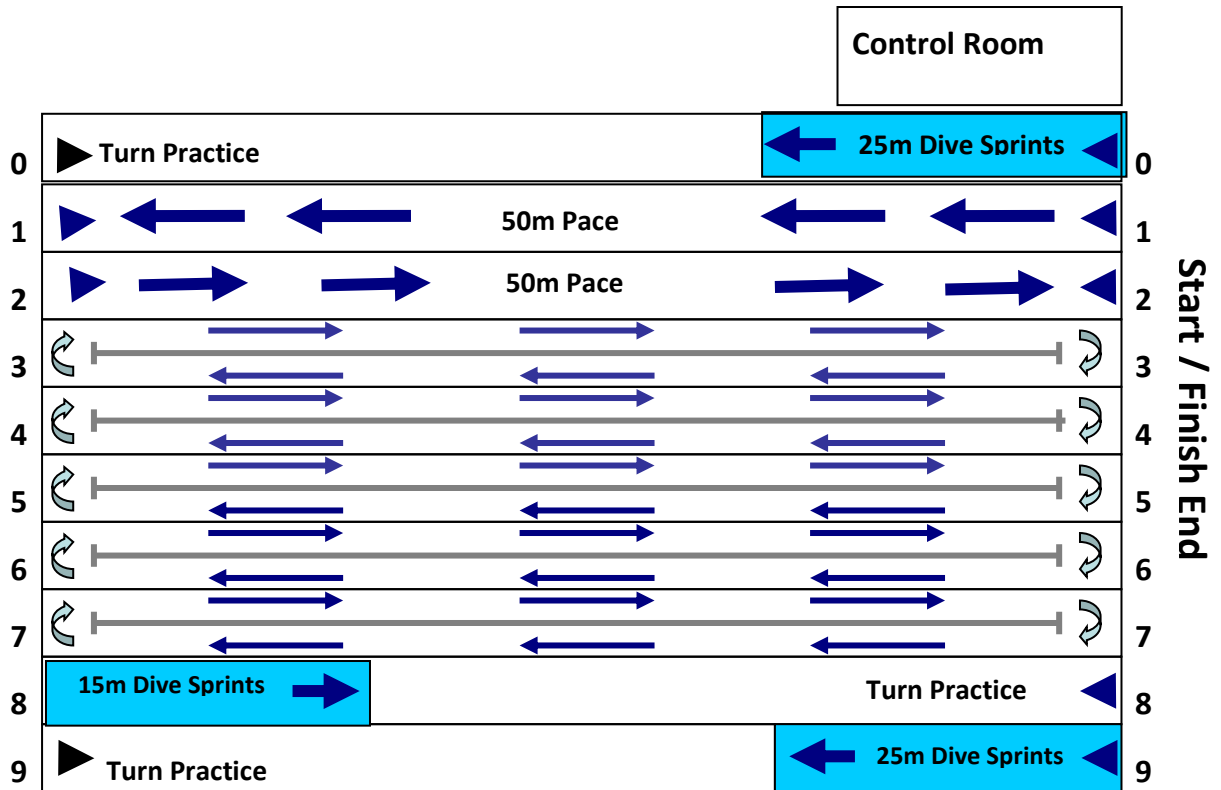 Control Room
0 Turn Practice 25m Dive Sprints 0
1 50m Pace 1
2 50m Pace 2
3 3
4 4
5 5
6 6
7 7
8 15m Dive Sprints Turn Practice 8
9 Turn Practice 25m Dive Sprints 9
Start / Finish End